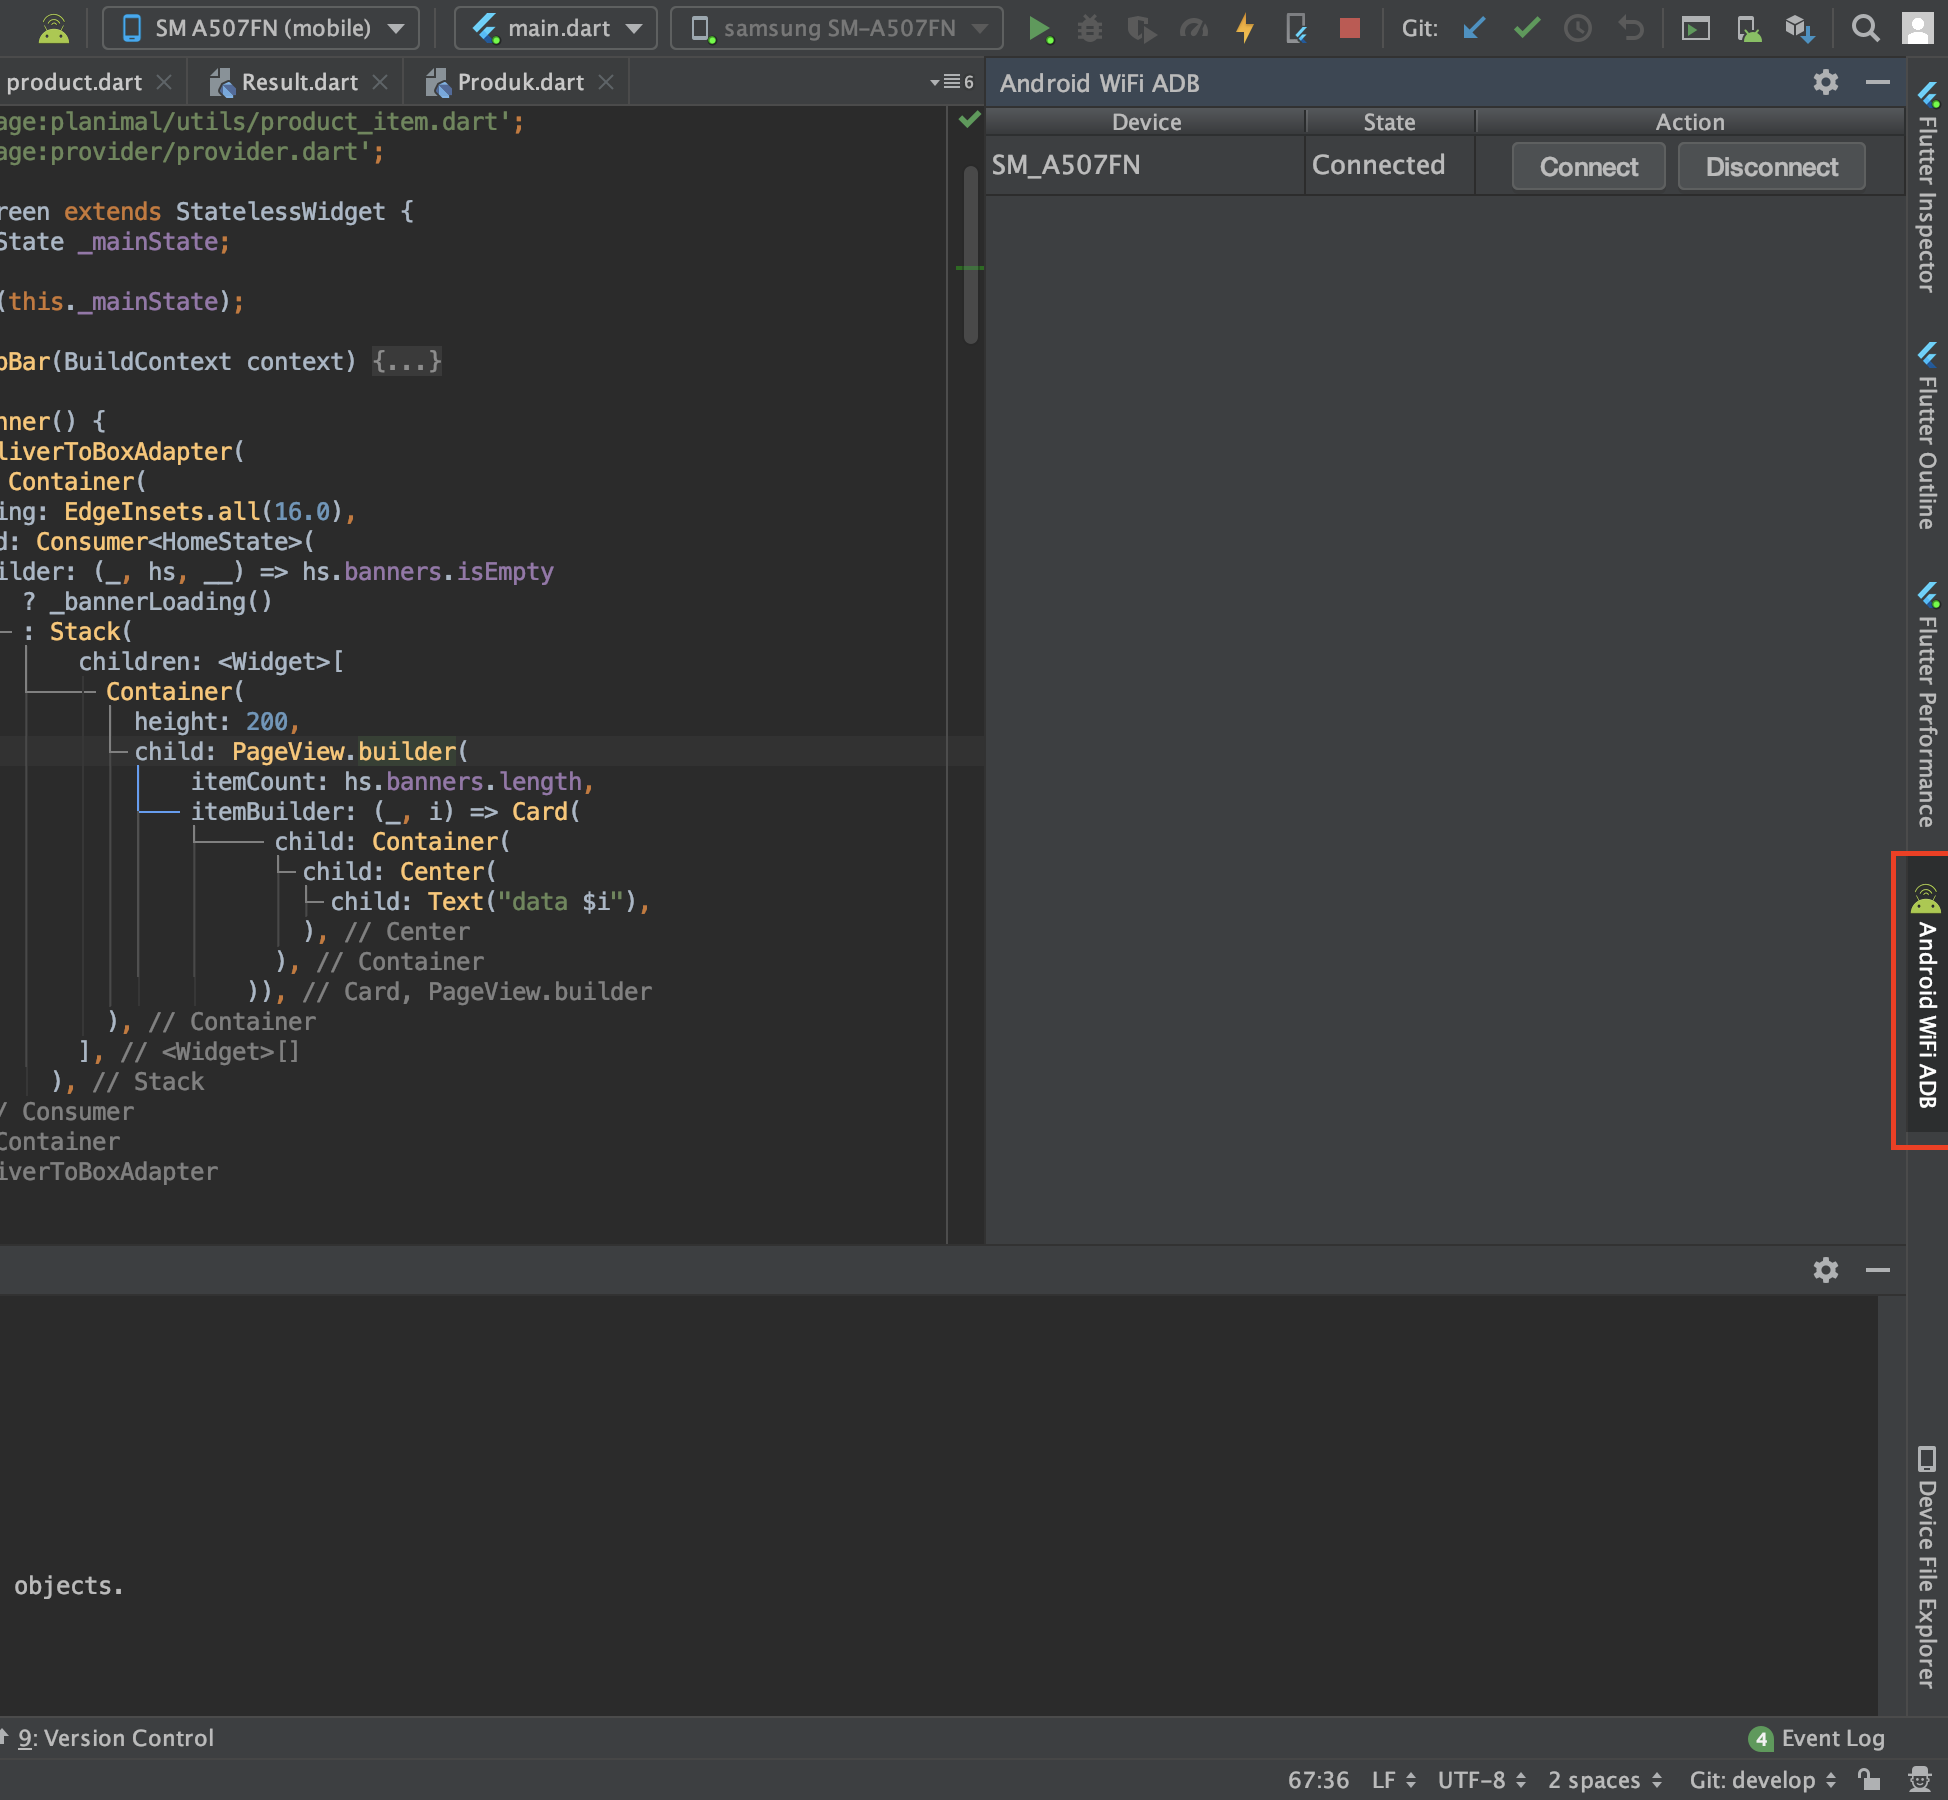 SM A507FN (mobile)
main.dart
samsung SM-A507FN
Git:
product.dart
Result.dart
Produk.dart
6
age:planimal/utils/product_item.dart';
age:provider/provider.dart';
reen extends StatelessWidget {
State _mainState;
(this._mainState);
pBar(BuildContext context) {...}
nner() {
liverToBoxAdapter(
Container(
ing: EdgeInsets.all(16.0),
d: Consumer<HomeState>(
ilder: (_, hs, __) => hs.banners.isEmpty
? _bannerLoading()
: Stack(
children: <Widget>[
Container(
height: 200,
child: PageView.builder(
itemCount: hs.banners.length,
itemBuilder: (_, i) => Card(
child: Container(
child: Center(
child: Text("data $i"),
), // Center
), // Container
)), // Card, PageView.builder
), // Container
], // <Widget>[]
), // Stack
/ Consumer
Container
iverToBoxAdapter
Android WiFi ADB
Device State Action
SM_A507FN Connected Connect Disconnect
Flutter Inspector
Flutter Outline
Flutter Performance
Android WiFi ADB
Device File Explorer
objects.
9: Version Control
4 Event Log
67:36 LF UTF-8 2 spaces Git: develop